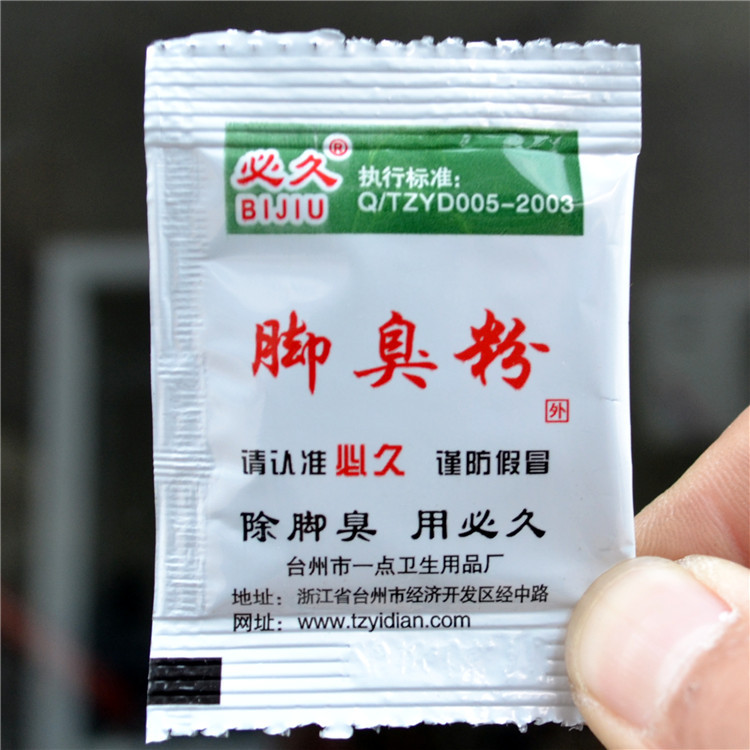 必久®
BIJIU
执行标准:
Q/TZYD005-2003
脚臭粉
外
请认准必久 谨防假冒
除脚臭 用必久
台州市一点卫生用品厂
地址: 浙江省台州市经济开发区经中路
网址: www.tzyidian.com